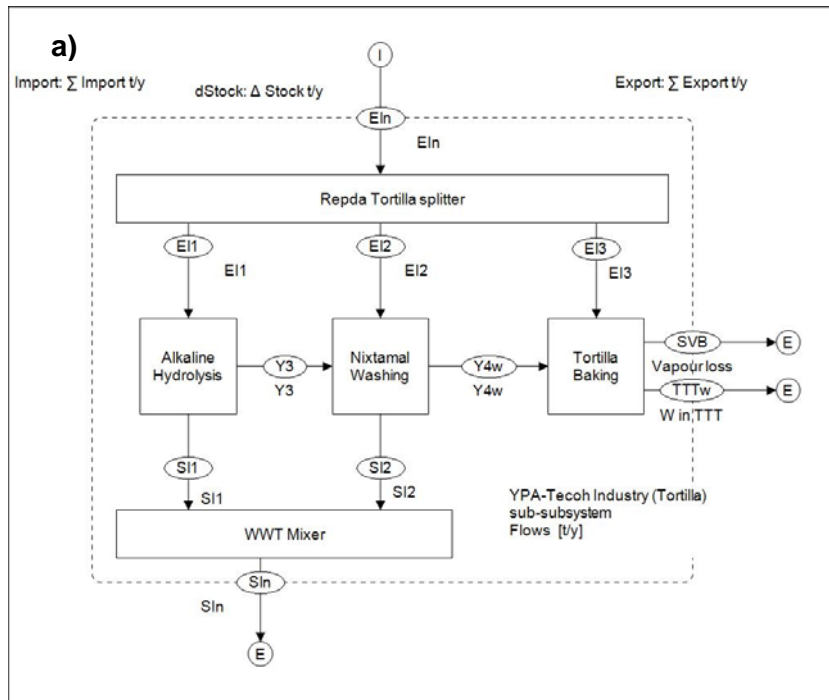 a)
I
Import: ∑ Import t/y
Export: ∑ Export t/y
dStock: Δ Stock t/y
EIn
EIn
Repda Tortilla splitter
EI1
EI2
EI3
EI1
EI2
EI3
Alkaline
Hydrolysis
Y3
Y3
Nixtamal
Washing
Y4w
Y4w
Tortilla
Baking
SVB
E
Vapour loss
TTTw
E
W in TTT
SI1
SI2
SI1
SI2
YPA-Tecoh Industry (Tortilla)
sub-subsystem
Flows [t/y]
WWT Mixer
SIn
SIn
E